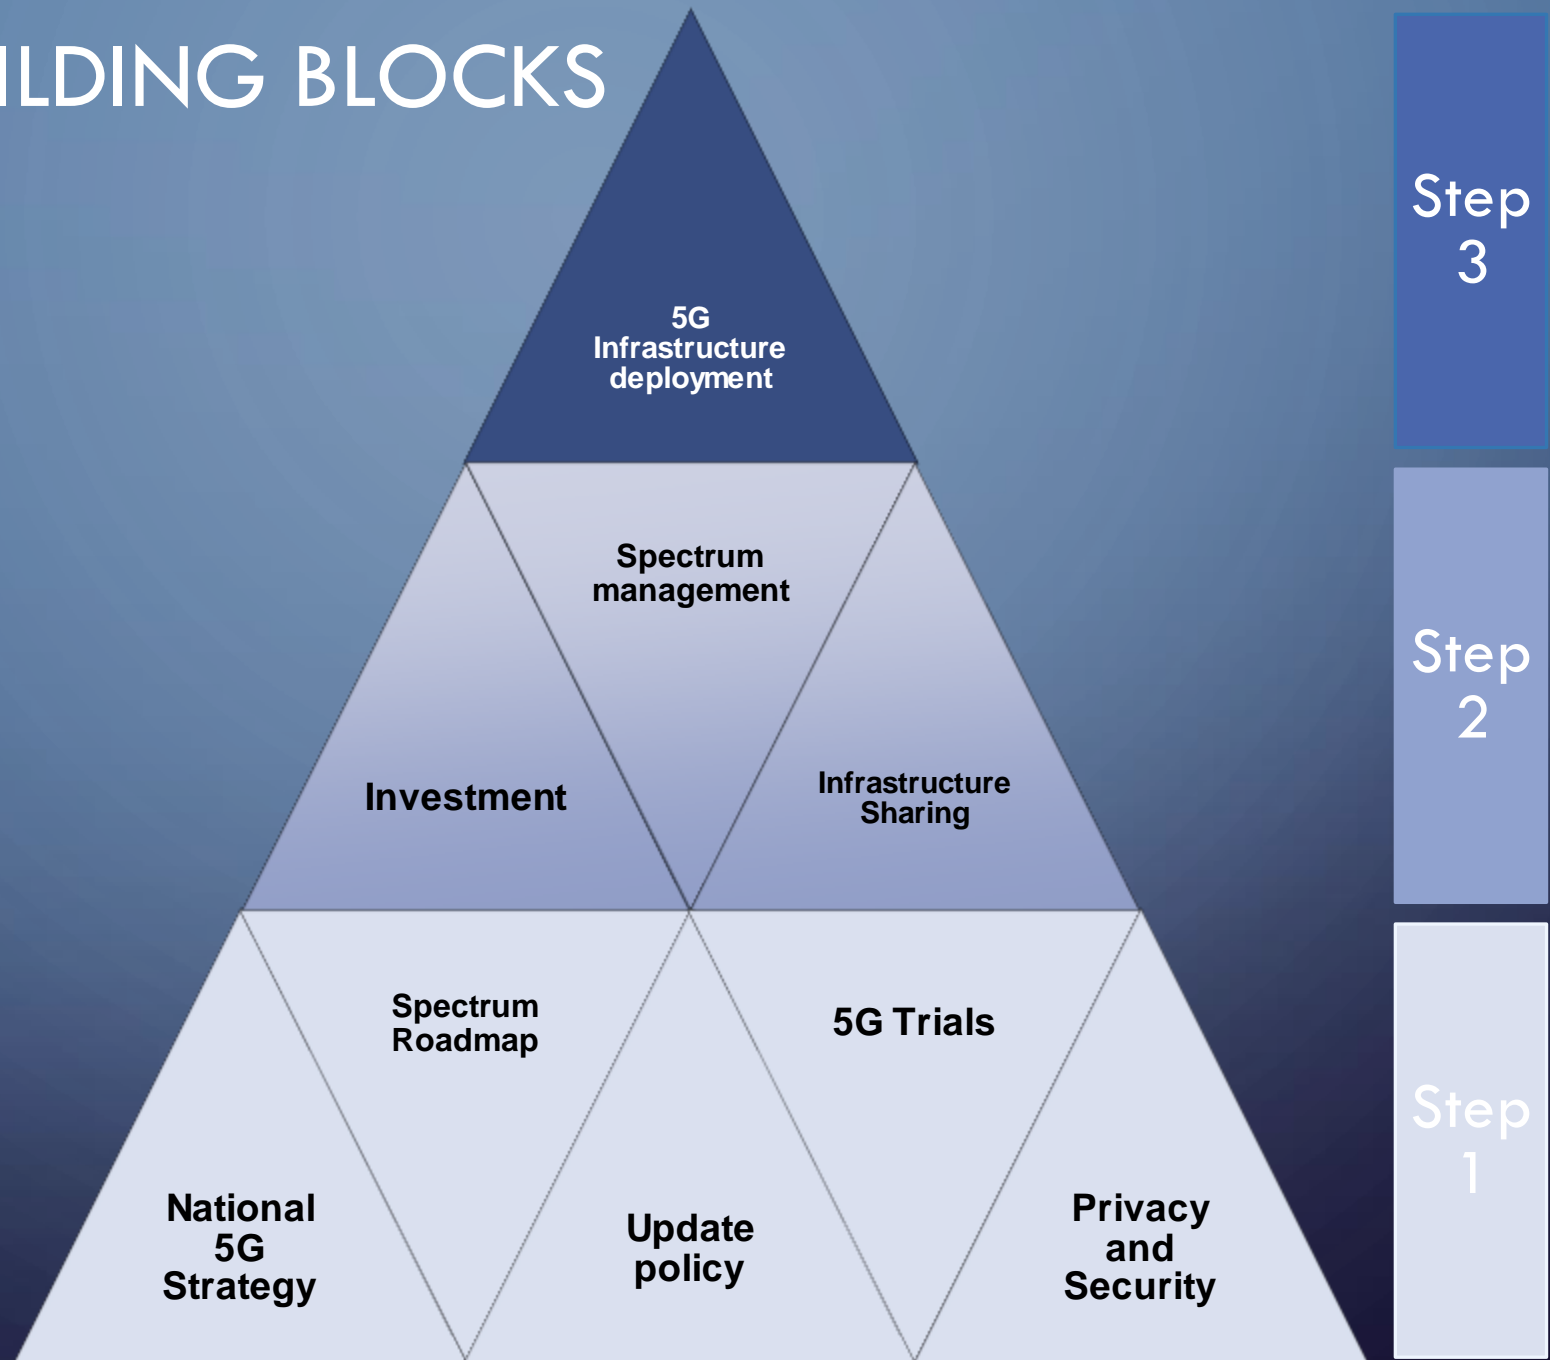 ILDING BLOCKS
5G
Infrastructure
deployment
Step
3
Spectrum
management
Investment
Infrastructure
Sharing
Step
2
Spectrum
Roadmap
5G Trials
National
5G
Strategy
Update
policy
Privacy
and
Security
Step
1